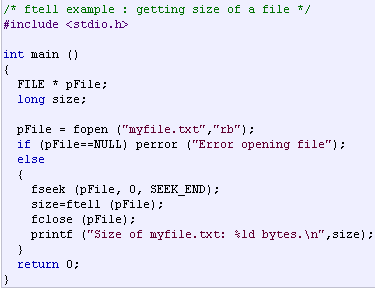 /* ftell example : getting size of a file */
#include <stdio.h>

int main ()
{
  FILE * pFile;
  long size;

  pFile = fopen ("myfile.txt","rb");
  if (pFile==NULL) perror ("Error opening file");
  else
  {
    fseek (pFile, 0, SEEK_END);
    size=ftell (pFile);
    fclose (pFile);
    printf ("Size of myfile.txt: %ld bytes.\n",size);
  }
  return 0;
}